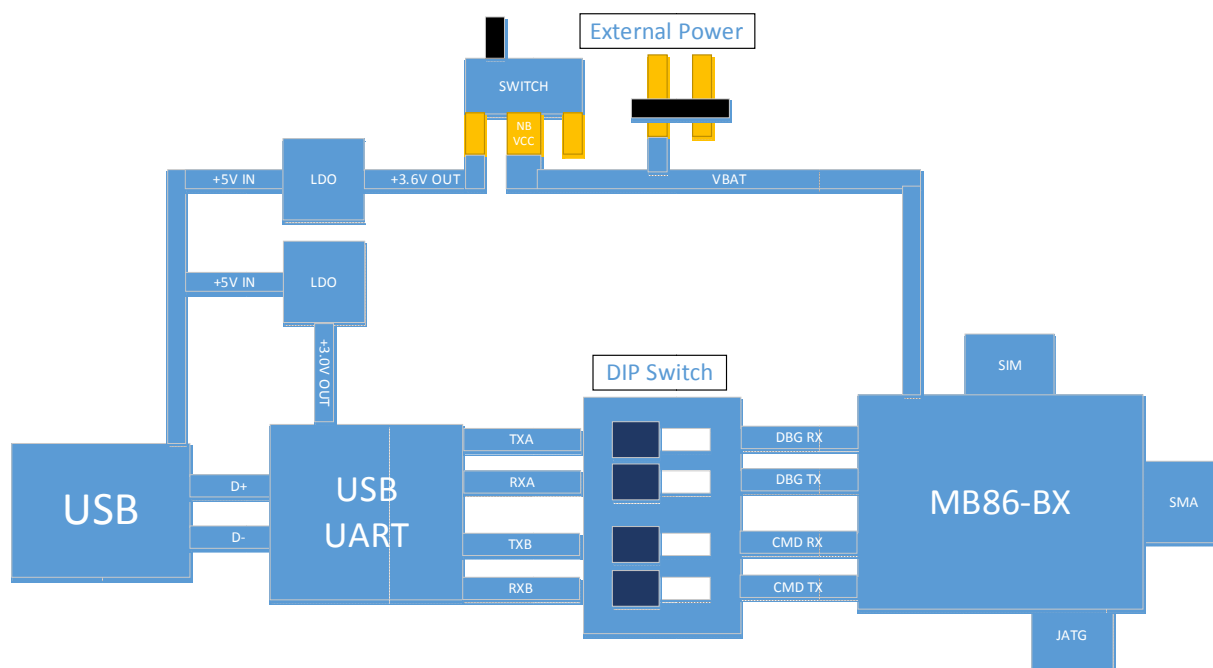 External Power
SWITCH
NB
VCC
+5V IN
LDO
+3.6V OUT
VBAT
+5V IN
LDO
+3.0V OUT
DIP Switch
SIM
USB
D+
D-
USB
UART
TXA
RXA
TXB
RXB
DBG RX
DBG TX
CMD RX
CMD TX
MB86-BX
SMA
JATG